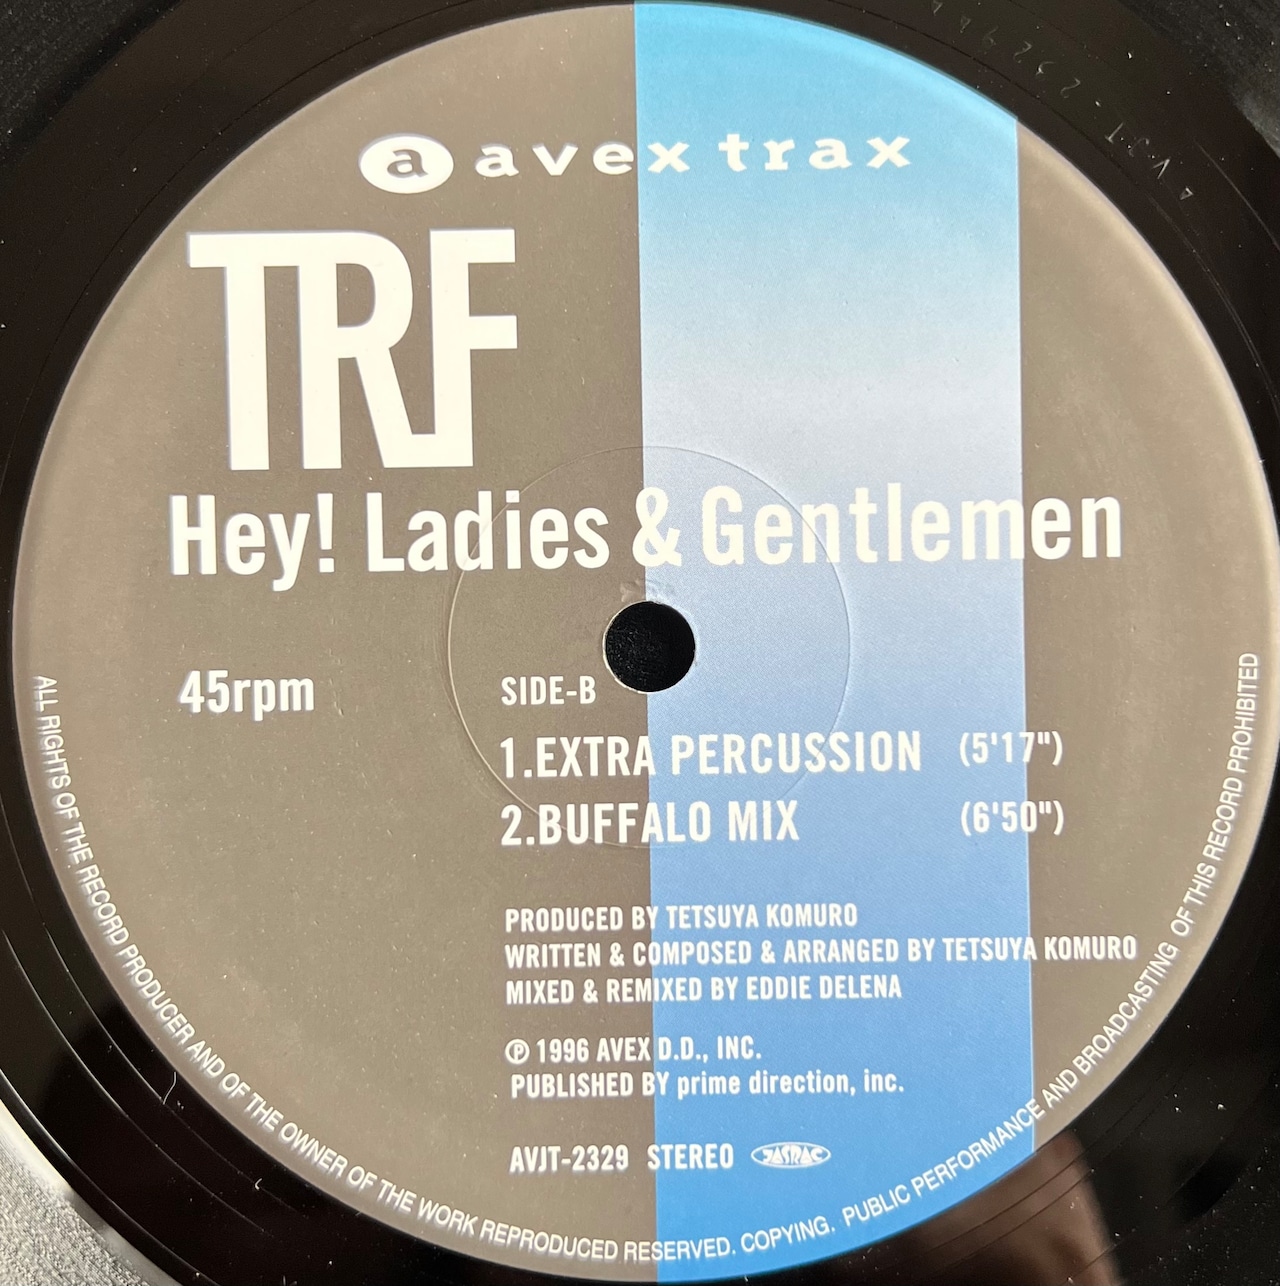 a avex trax
TRF
Hey! Ladies & Gentlemen
45rpm
SIDE-B
1.EXTRA PERCUSSION (5'17")
2.BUFFALO MIX (6'50")
PRODUCED BY TETSUYA KOMURO
WRITTEN & COMPOSED & ARRANGED BY TETSUYA KOMURO
MIXED & REMIXED BY EDDIE DELENA
℗ 1996 AVEX D.D., INC.
PUBLISHED BY prime direction, inc.
AVJT-2329 STEREO JASRAC
ALL RIGHTS OF THE RECORD PRODUCER AND OF THE OWNER OF THE WORK REPRODUCED RESERVED. COPYING. PUBLIC PERFORMANCE AND BROADCASTING OF THIS RECORD PROHIBITED